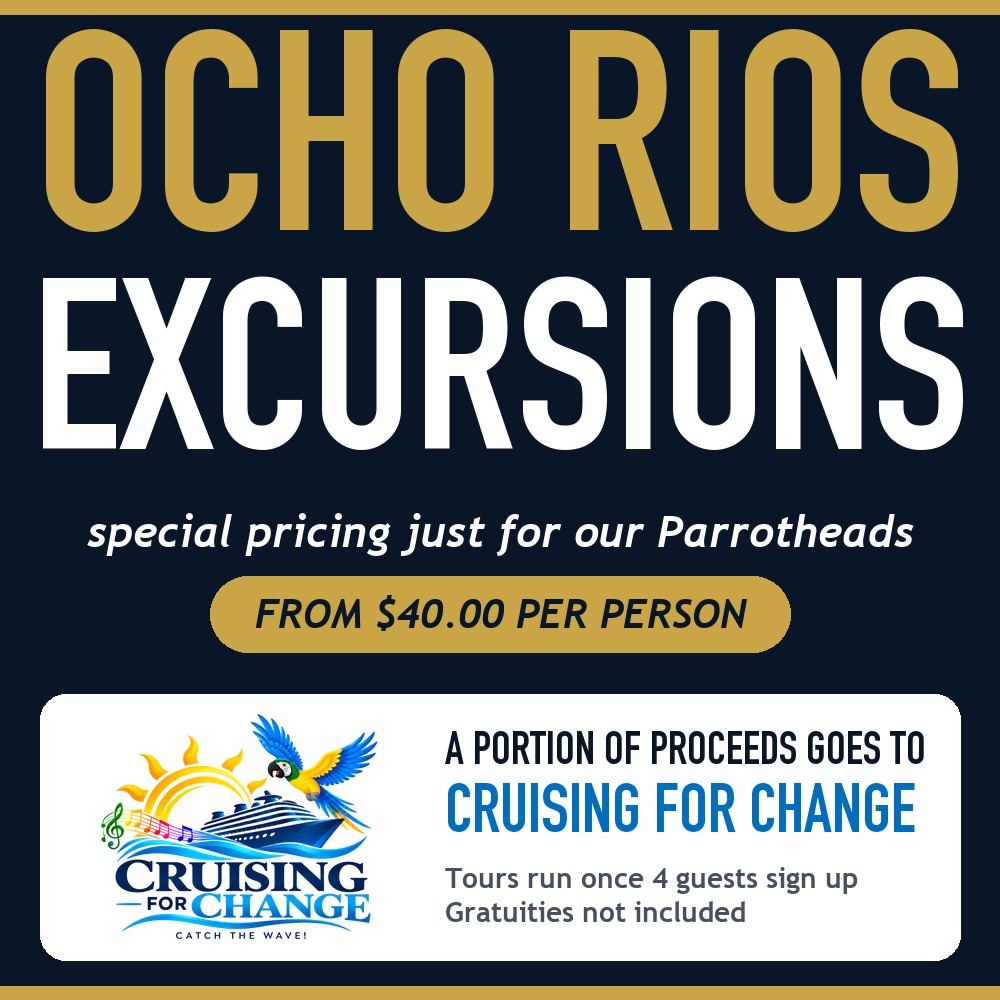 OCHO RIOS
EXCURSIONS
special pricing just for our Parrotheads
FROM $40.00 PER PERSON
A PORTION OF PROCEEDS GOES TO
CRUISING FOR CHANGE
Tours run once 4 guests sign up
Gratuities not included
CRUISING
FOR CHANGE
CATCH THE WAVE!